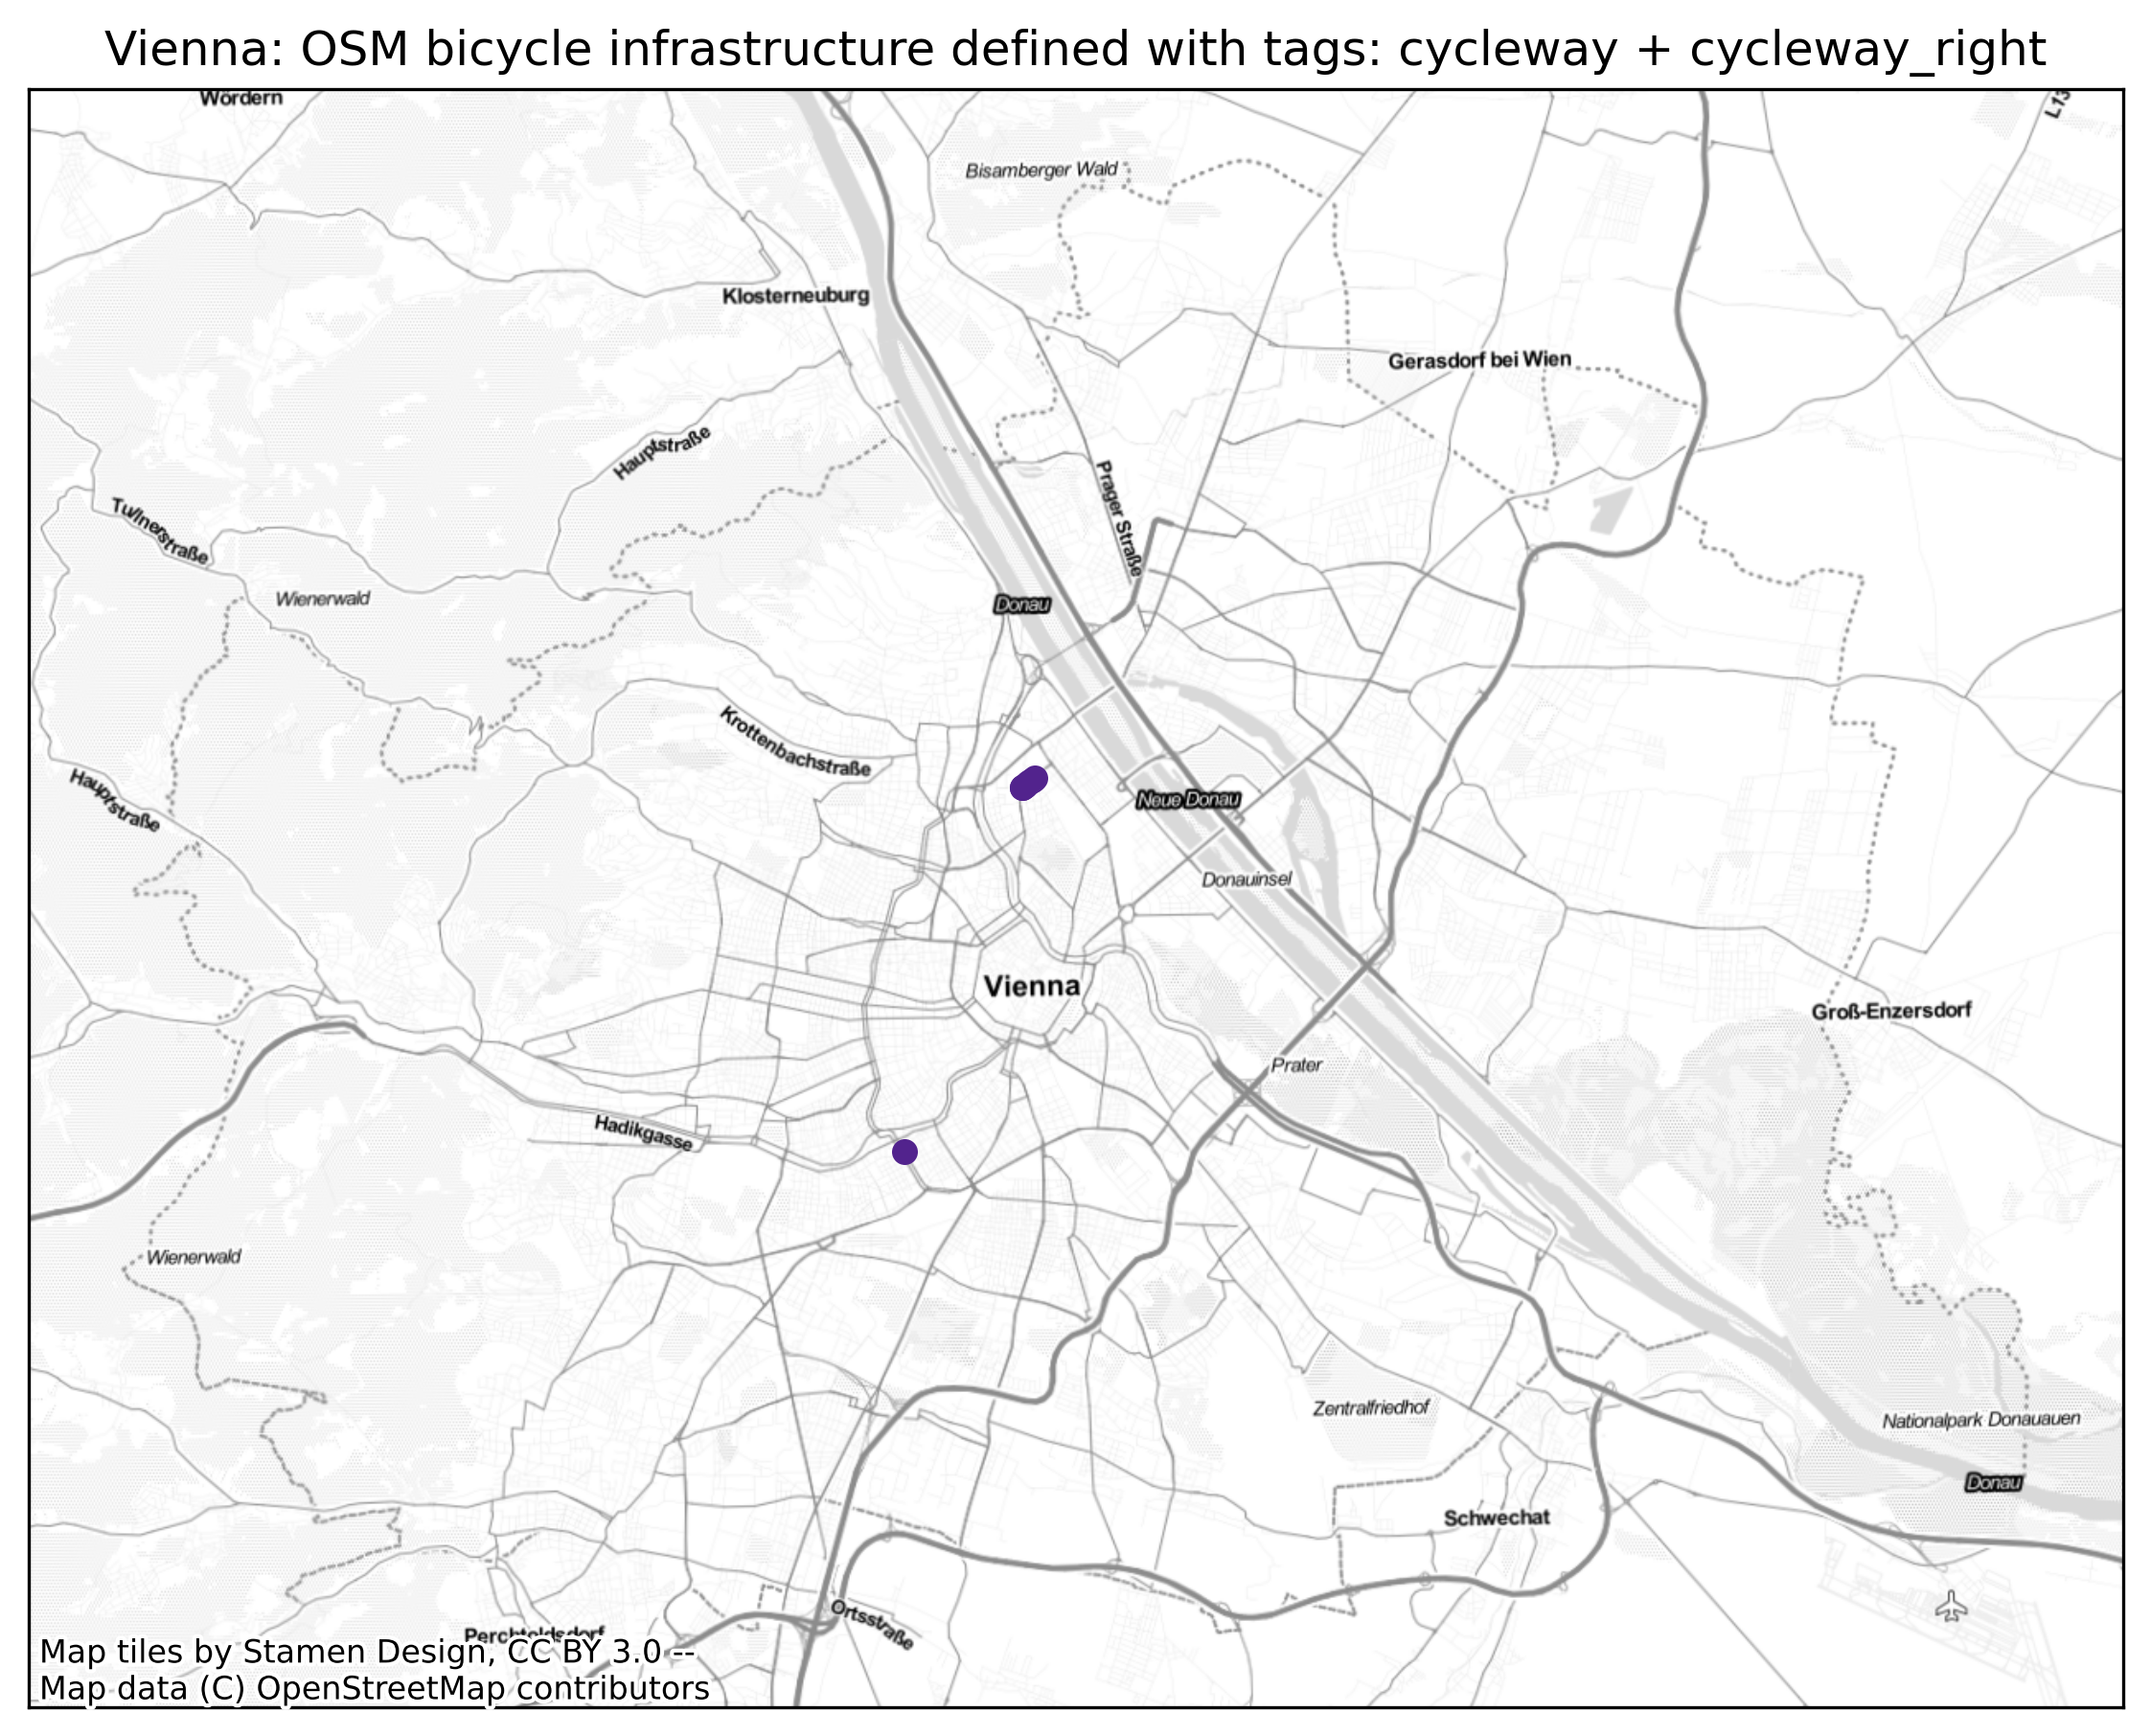 Vienna: OSM bicycle infrastructure defined with tags: cycleway + cycleway_right
Wördern
L13
Bisamberger Wald
Klosterneuburg
Gerasdorf bei Wien
Hauptstraße
Prager Straße
Tullnerstraße
Wienerwald
Donau
Krottenbachstraße
Hauptstraße
Neue Donau
Donauinsel
Vienna
Groß-Enzersdorf
Prater
Hadikgasse
Wienerwald
Zentralfriedhof
Nationalpark Donauauen
Donau
Schwechat
Ortsstraße
Perchtoldsdorf
Map tiles by Stamen Design, CC BY 3.0 --
Map data (C) OpenStreetMap contributors